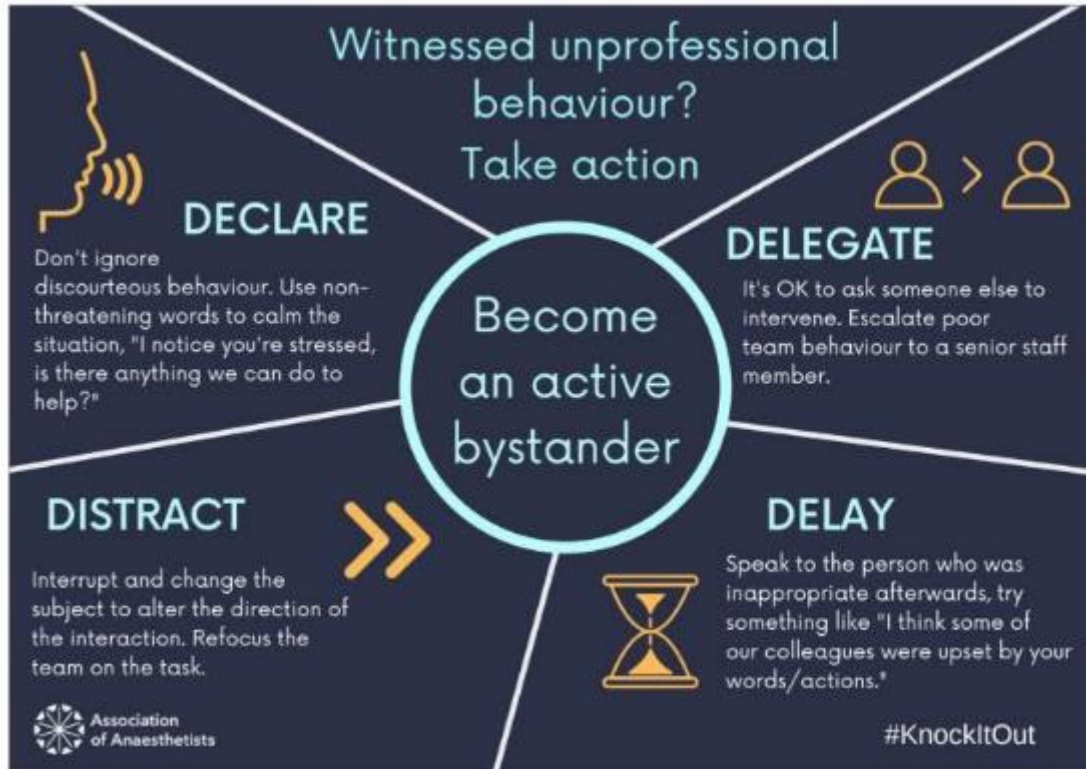 Witnessed unprofessional
behaviour?
Take action
DECLARE
Don't ignore
discourteous behaviour. Use non-
threatening words to calm the
situation, "I notice you're stressed,
is there anything we can do to
help?"
DELEGATE
It's OK to ask someone else to
intervene. Escalate poor
team behaviour to a senior staff
member.
Become
an active
bystander
DISTRACT
Interrupt and change the
subject to alter the direction of
the interaction. Refocus the
team on the task.
DELAY
Speak to the person who was
inappropriate afterwards, try
something like "I think some of
our colleagues were upset by your
words/actions."
Association
of Anaesthetists
#KnockItOut